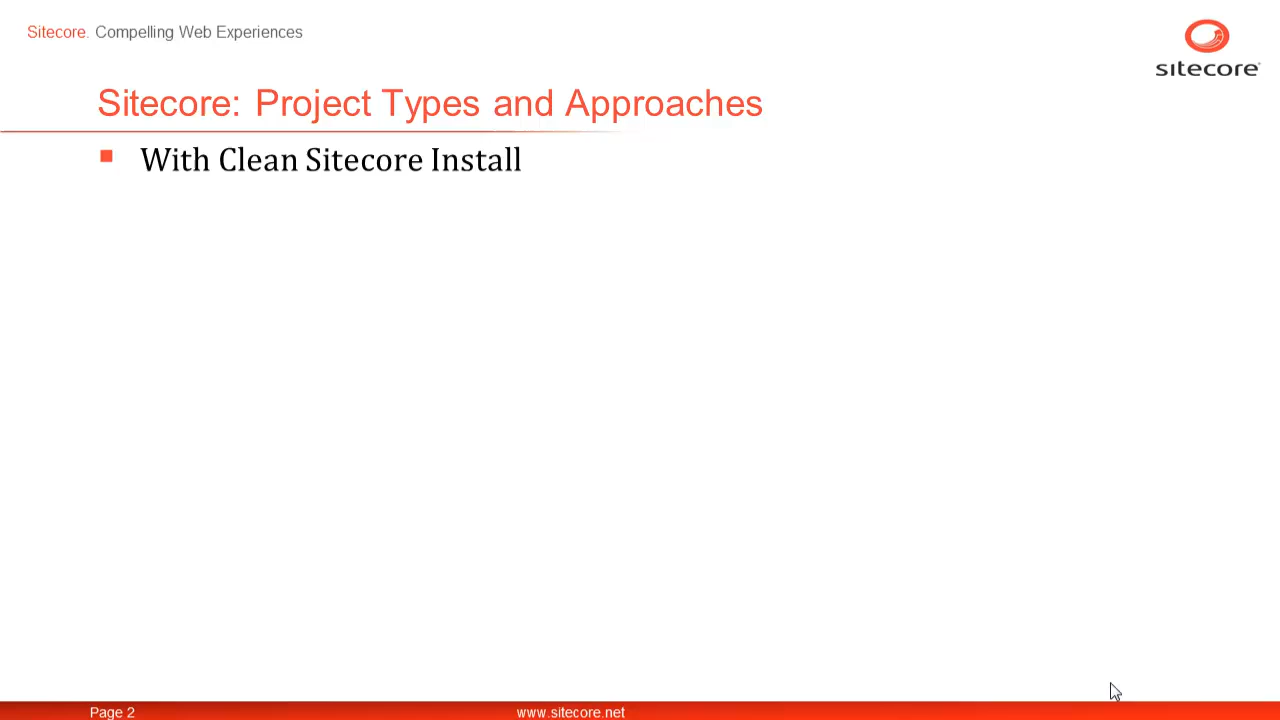 Sitecore. Compelling Web Experiences
sitecore
Sitecore: Project Types and Approaches
With Clean Sitecore Install
Page 2
www.sitecore.net